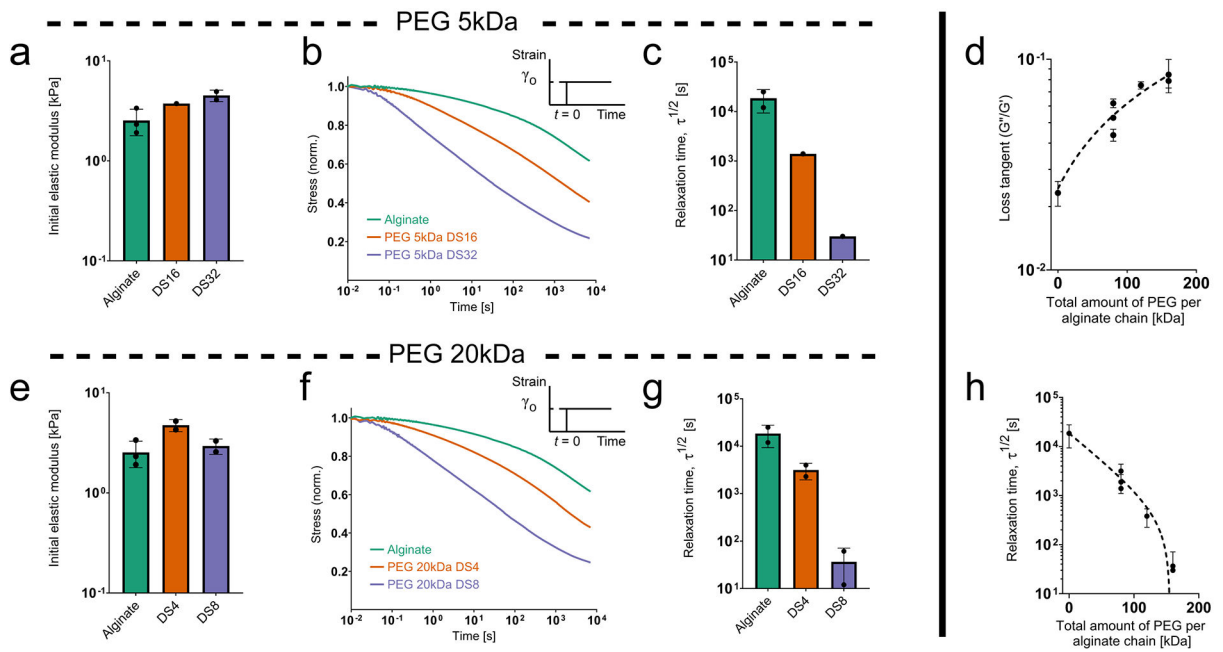 PEG 5kDa
a
Initial elastic modulus [kPa]
10^1
10^0
10^-1
Alginate
DS16
DS32
b
Stress (norm.)
1.0
0.8
0.6
0.4
0.2
10^-2
10^-1
10^0
10^1
10^2
10^3
10^4
Time [s]
Alginate
PEG 5kDa DS16
PEG 5kDa DS32
Strain
γo
t = 0
Time
c
Relaxation time, τ^1/2 [s]
10^5
10^4
10^3
10^2
10^1
Alginate
DS16
DS32
d
Loss tangent (G"/G')
10^-1
10^-2
0
100
200
Total amount of PEG per
alginate chain [kDa]
PEG 20kDa
e
Initial elastic modulus [kPa]
10^1
10^0
10^-1
Alginate
DS4
DS8
f
Stress (norm.)
1.0
0.8
0.6
0.4
0.2
10^-2
10^-1
10^0
10^1
10^2
10^3
10^4
Time [s]
Alginate
PEG 20kDa DS4
PEG 20kDa DS8
Strain
γo
t = 0
Time
g
Relaxation time, τ^1/2 [s]
10^5
10^4
10^3
10^2
10^1
Alginate
DS4
DS8
h
Relaxation time, τ^1/2 [s]
10^5
10^4
10^3
10^2
10^1
0
100
200
Total amount of PEG per
alginate chain [kDa]